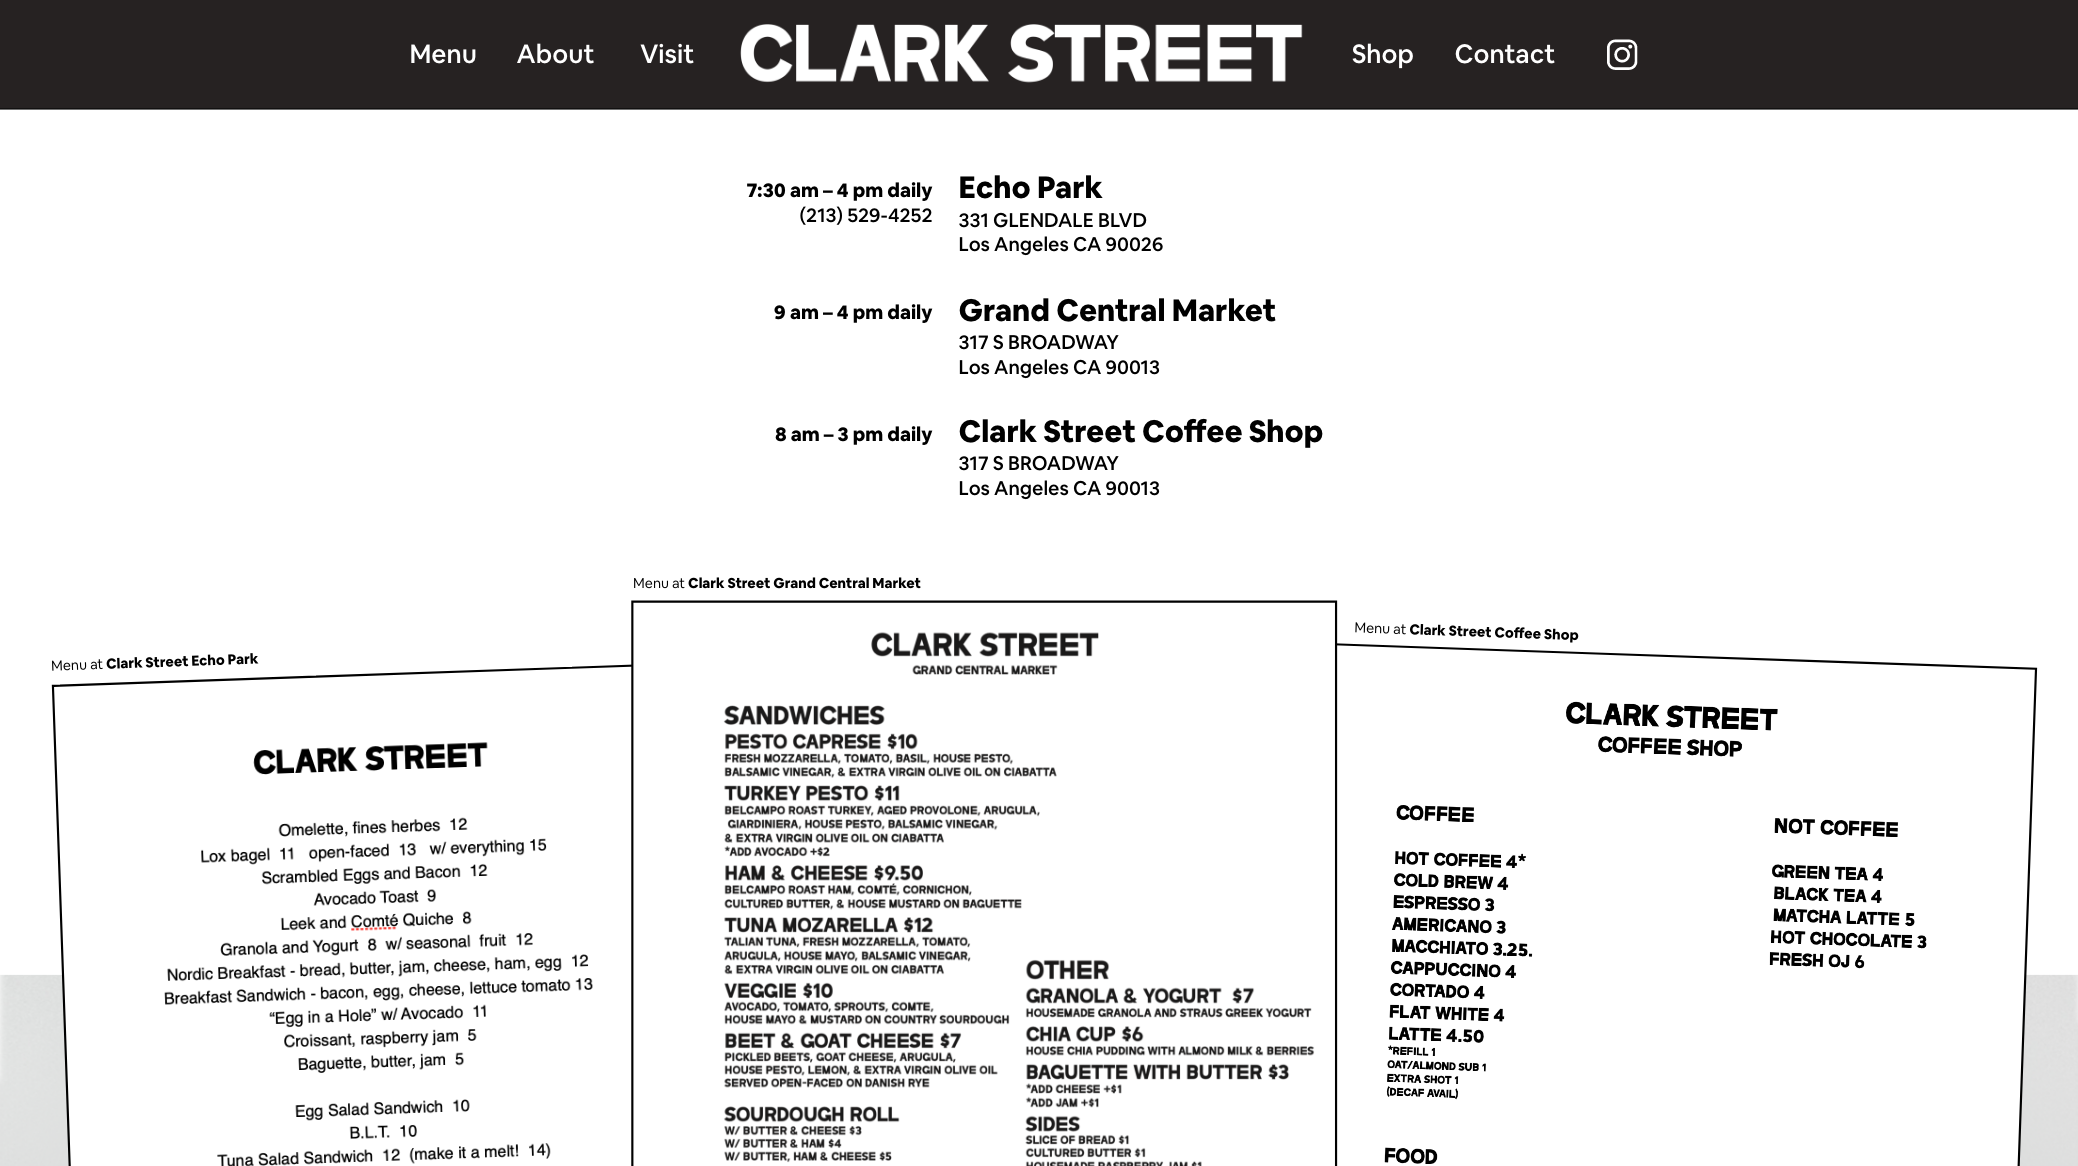 Menu About Visit CLARK STREET Shop Contact
7:30 am – 4 pm daily
(213) 529-4252
Echo Park
331 GLENDALE BLVD
Los Angeles CA 90026
9 am – 4 pm daily
Grand Central Market
317 S BROADWAY
Los Angeles CA 90013
8 am – 3 pm daily
Clark Street Coffee Shop
317 S BROADWAY
Los Angeles CA 90013
Menu at Clark Street Echo Park
CLARK STREET
Omelette, fines herbes 12
Lox bagel 11 open-faced 13 w/ everything 15
Scrambled Eggs and Bacon 12
Avocado Toast 9
Leek and Comté Quiche 8
Granola and Yogurt 8 w/ seasonal fruit 12
Nordic Breakfast - bread, butter, jam, cheese, ham, egg 12
Breakfast Sandwich - bacon, egg, cheese, lettuce tomato 13
“Egg in a Hole” w/ Avocado 11
Croissant, raspberry jam 5
Baguette, butter, jam 5
Egg Salad Sandwich 10
B.L.T. 10
Tuna Salad Sandwich 12 (make it a melt! 14)
Menu at Clark Street Grand Central Market
CLARK STREET
GRAND CENTRAL MARKET
SANDWICHES
PESTO CAPRESE $10
FRESH MOZZARELLA, TOMATO, BASIL, HOUSE PESTO,
BALSAMIC VINEGAR, & EXTRA VIRGIN OLIVE OIL ON CIABATTA
TURKEY PESTO $11
BELCAMPO ROAST TURKEY, AGED PROVOLONE, ARUGULA,
GIARDINIERA, HOUSE PESTO, BALSAMIC VINEGAR,
& EXTRA VIRGIN OLIVE OIL ON CIABATTA
*ADD AVOCADO +$2
HAM & CHEESE $9.50
BELCAMPO ROAST HAM, COMTÉ, CORNICHON,
CULTURED BUTTER, & HOUSE MUSTARD ON BAGUETTE
TUNA MOZARELLA $12
TALIAN TUNA, FRESH MOZZARELLA, TOMATO,
ARUGULA, HOUSE MAYO, BALSAMIC VINEGAR,
& EXTRA VIRGIN OLIVE OIL ON CIABATTA
VEGGIE $10
AVOCADO, TOMATO, SPROUTS, COMTE,
HOUSE MAYO & MUSTARD ON COUNTRY SOURDOUGH
BEET & GOAT CHEESE $7
PICKLED BEETS, GOAT CHEESE, ARUGULA,
HOUSE PESTO, LEMON, & EXTRA VIRGIN OLIVE OIL
SERVED OPEN-FACED ON DANISH RYE
SOURDOUGH ROLL
W/ BUTTER & CHEESE $3
W/ BUTTER & HAM $4
W/ BUTTER, HAM & CHEESE $5
OTHER
GRANOLA & YOGURT $7
HOUSEMADE GRANOLA AND STRAUS GREEK YOGURT
CHIA CUP $6
HOUSE CHIA PUDDING WITH ALMOND MILK & BERRIES
BAGUETTE WITH BUTTER $3
*ADD CHEESE +$1
*ADD JAM +$1
SIDES
SLICE OF BREAD $1
CULTURED BUTTER $1
HOUSEMADE RASPBERRY JAM $1
Menu at Clark Street Coffee Shop
CLARK STREET
COFFEE SHOP
COFFEE
HOT COFFEE 4*
COLD BREW 4
ESPRESSO 3
AMERICANO 3
MACCHIATO 3.25.
CAPPUCCINO 4
CORTADO 4
FLAT WHITE 4
LATTE 4.50
*REFILL 1
OAT/ALMOND SUB 1
EXTRA SHOT 1
(DECAF AVAIL)
FOOD
NOT COFFEE
GREEN TEA 4
BLACK TEA 4
MATCHA LATTE 5
HOT CHOCOLATE 3
FRESH OJ 6